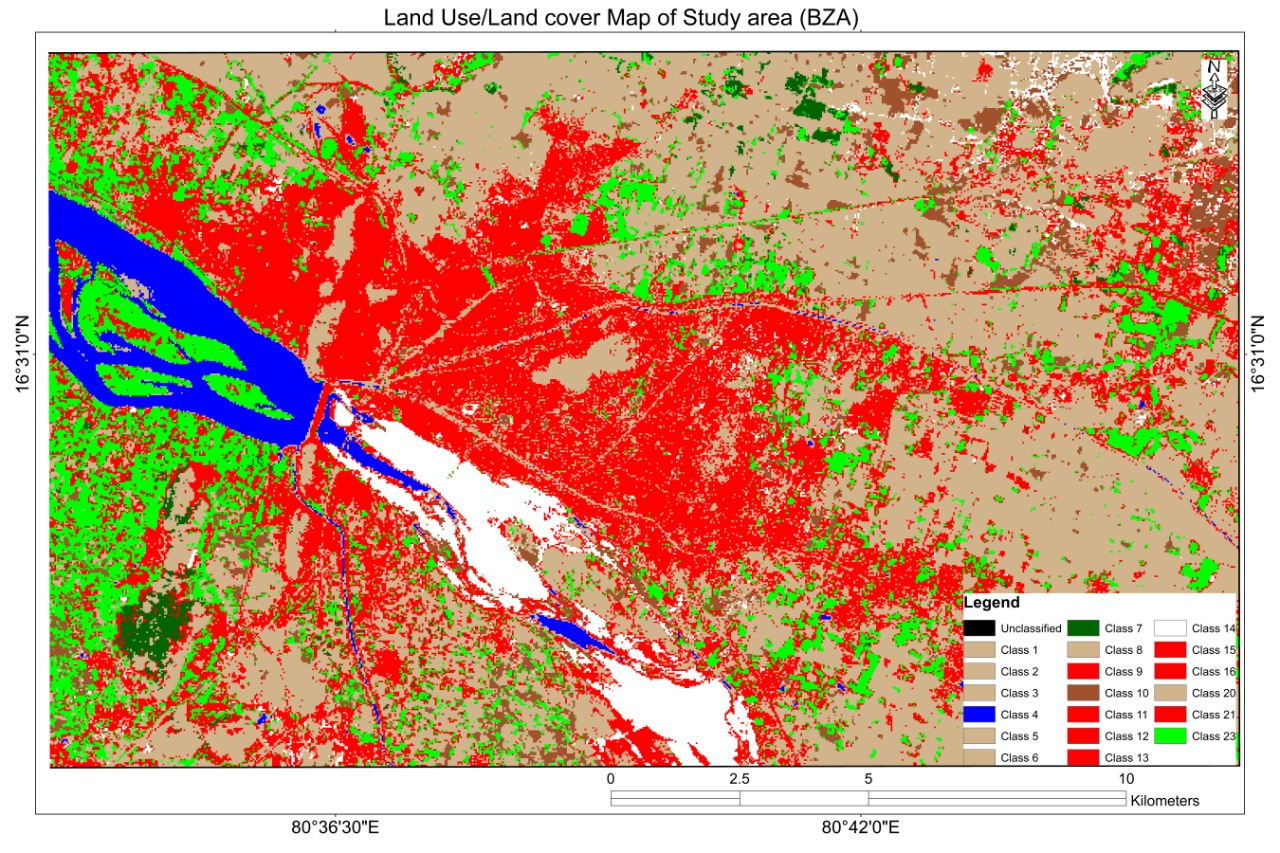 Land Use/Land cover Map of Study area (BZA)
N
16°31'0"N
16°31'0"N
Legend
Unclassified
Class 1
Class 2
Class 3
Class 4
Class 5
Class 6
Class 7
Class 8
Class 9
Class 10
Class 11
Class 12
Class 13
Class 14
Class 15
Class 16
Class 20
Class 21
Class 23
0 2.5 5 10
Kilometers
80°36'30"E 80°42'0"E